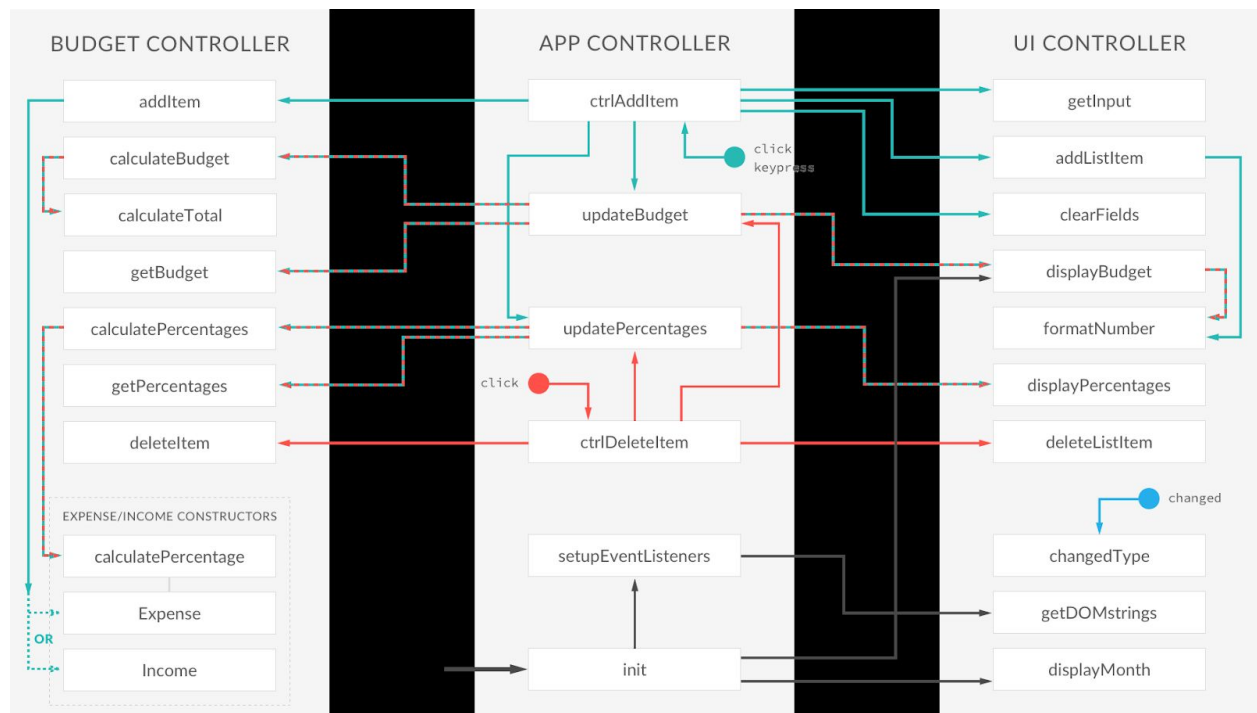 BUDGET CONTROLLER
addItem
calculateBudget
calculateTotal
getBudget
calculatePercentages
getPercentages
deleteItem
EXPENSE/INCOME CONSTRUCTORS
calculatePercentage
Expense
OR
Income
APP CONTROLLER
ctrlAddItem
click
keypress
updateBudget
updatePercentages
click
ctrlDeleteItem
setupEventListeners
init
UI CONTROLLER
getInput
addListItem
clearFields
displayBudget
formatNumber
displayPercentages
deleteListItem
changed
changedType
getDOMstrings
displayMonth